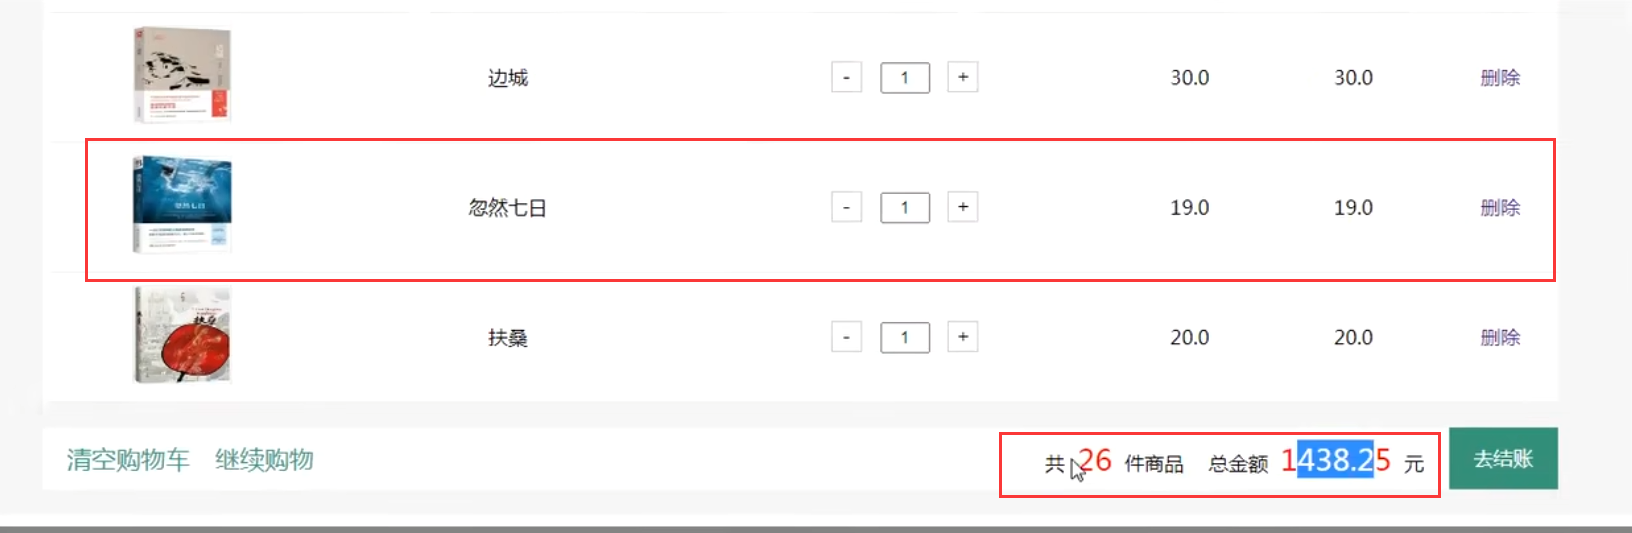 边城 - 1 + 30.0 30.0 删除
忽然七日 - 1 + 19.0 19.0 删除
扶桑 - 1 + 20.0 20.0 删除
清空购物车 继续购物 共 26 件商品 总金额 1438.25 元 去结账